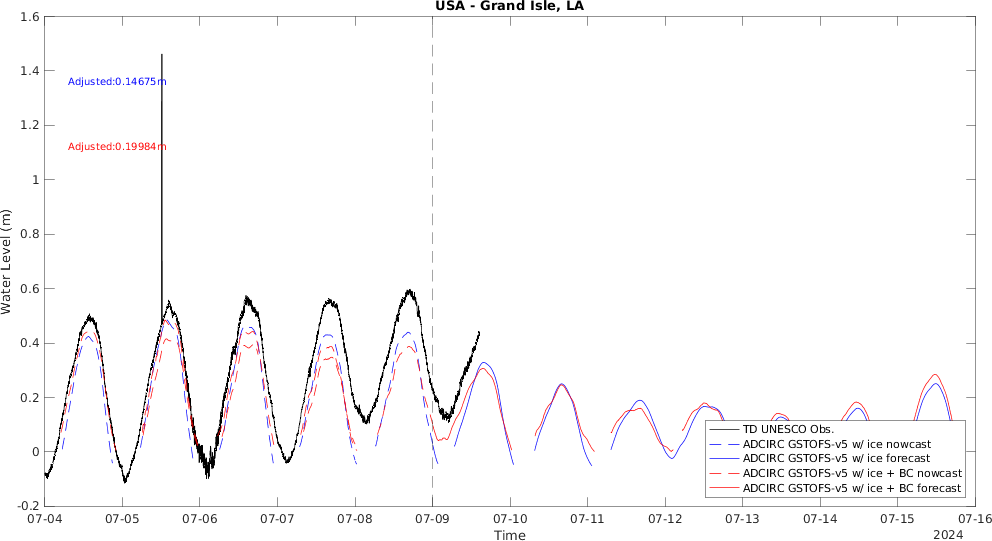 USA - Grand Isle, LA
1.6
1.4
1.2
1
0.8
0.6
0.4
0.2
0
-0.2
Water Level (m)
Adjusted:0.14675m
Adjusted:0.19984m
TD UNESCO Obs.
ADCIRC GSTOFS-v5 w/ ice nowcast
ADCIRC GSTOFS-v5 w/ ice forecast
ADCIRC GSTOFS-v5 w/ ice + BC nowcast
ADCIRC GSTOFS-v5 w/ ice + BC forecast
07-04 07-05 07-06 07-07 07-08 07-09 07-10 07-11 07-12 07-13 07-14 07-15 07-16
Time
2024